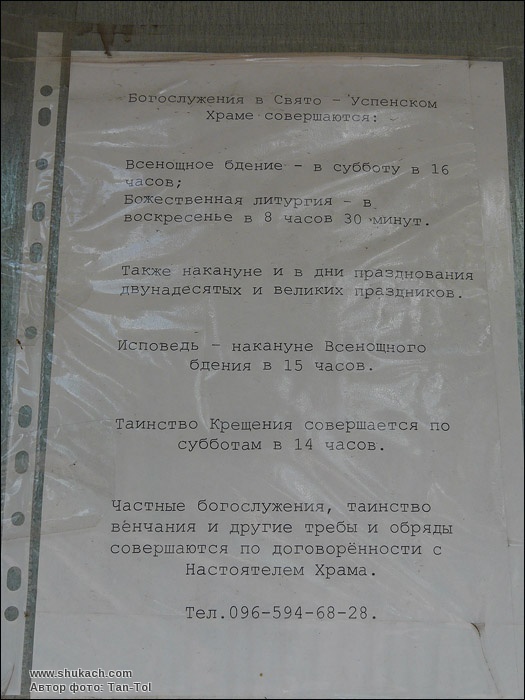 Богослужения в Свято - Успенском
Храме совершаются:
Всенощное бдение - в субботу в 16
часов;
Божественная литургия - в
воскресенье в 8 часов 30 минут.
Также накануне и в дни празднования
двунадесятых и великих праздников.
Исповедь - накануне Всенощного
бдения в 15 часов.
Таинство Крещения совершается по
субботам в 14 часов.
Частные богослужения, таинство
венчания и другие требы и обряды
совершаются по договорённости с
Настоятелем Храма.
Тел.096-594-68-28.
www.shukach.com
Автор фото: Tan-Tol